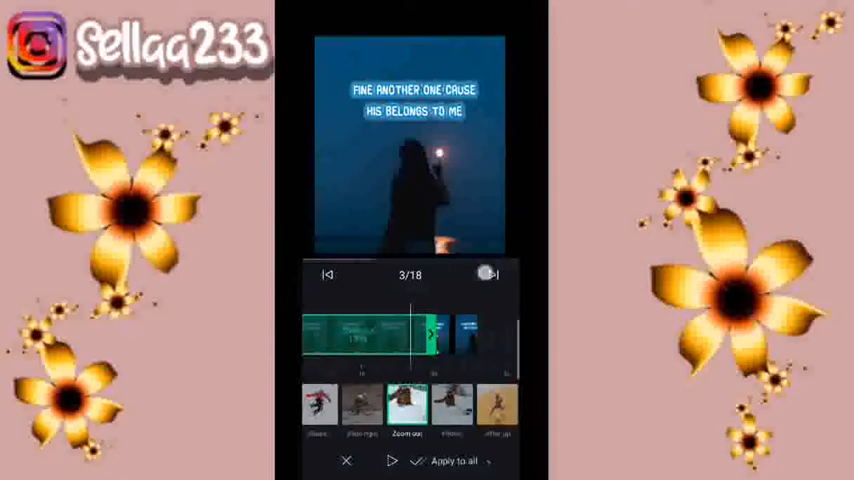 Sellaa233
FINE ANOTHER ONE CAUSE
HIS BELONGS TO ME
3/18
Zoom out
Apply to all